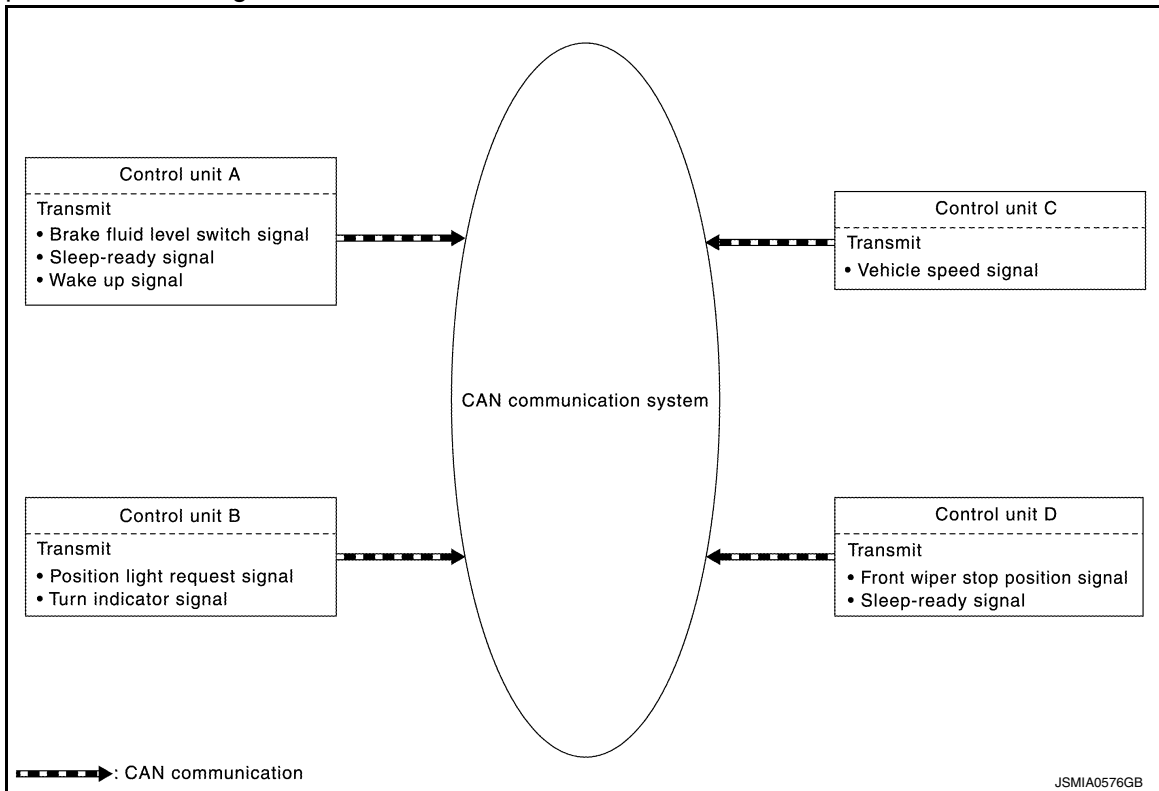 Control unit A
Transmit
• Brake fluid level switch signal
• Sleep-ready signal
• Wake up signal
Control unit C
Transmit
• Vehicle speed signal
CAN communication system
Control unit B
Transmit
• Position light request signal
• Turn indicator signal
Control unit D
Transmit
• Front wiper stop position signal
• Sleep-ready signal
: CAN communication
JSMIA0576GB